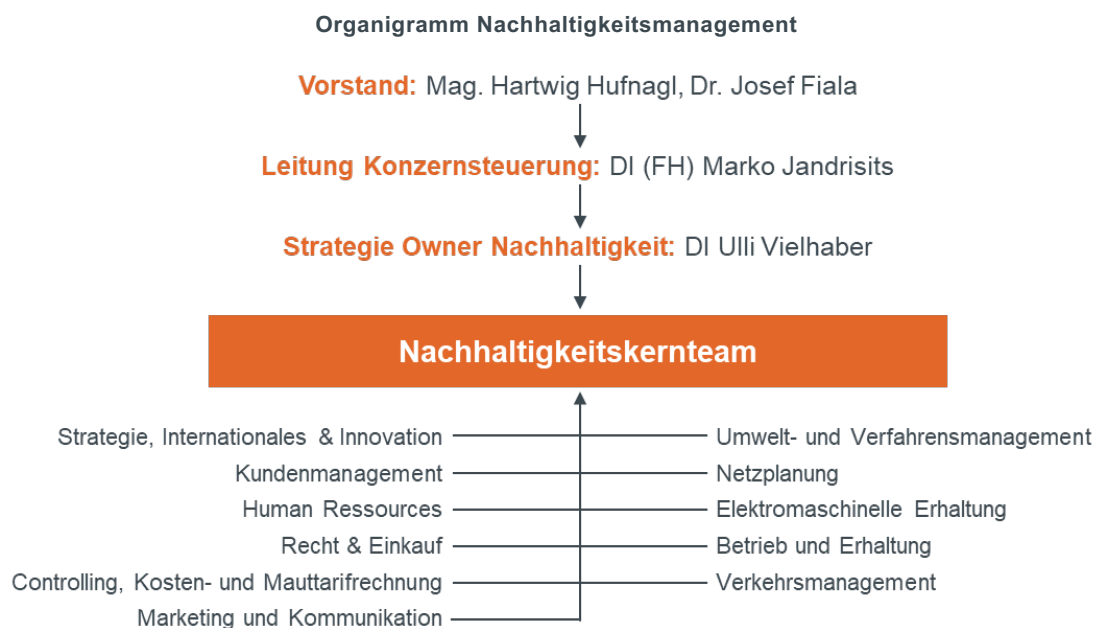 Organigramm Nachhaltigkeitsmanagement
Vorstand: Mag. Hartwig Hufnagl, Dr. Josef Fiala
Leitung Konzernsteuerung: DI (FH) Marko Jandrisits
Strategie Owner Nachhaltigkeit: DI Ulli Vielhaber
Nachhaltigkeitskernteam
Strategie, Internationales & Innovation
Kundenmanagement
Human Ressources
Recht & Einkauf
Controlling, Kosten- und Mauttarifrechnung
Marketing und Kommunikation
Umwelt- und Verfahrensmanagement
Netzplanung
Elektromaschinelle Erhaltung
Betrieb und Erhaltung
Verkehrsmanagement